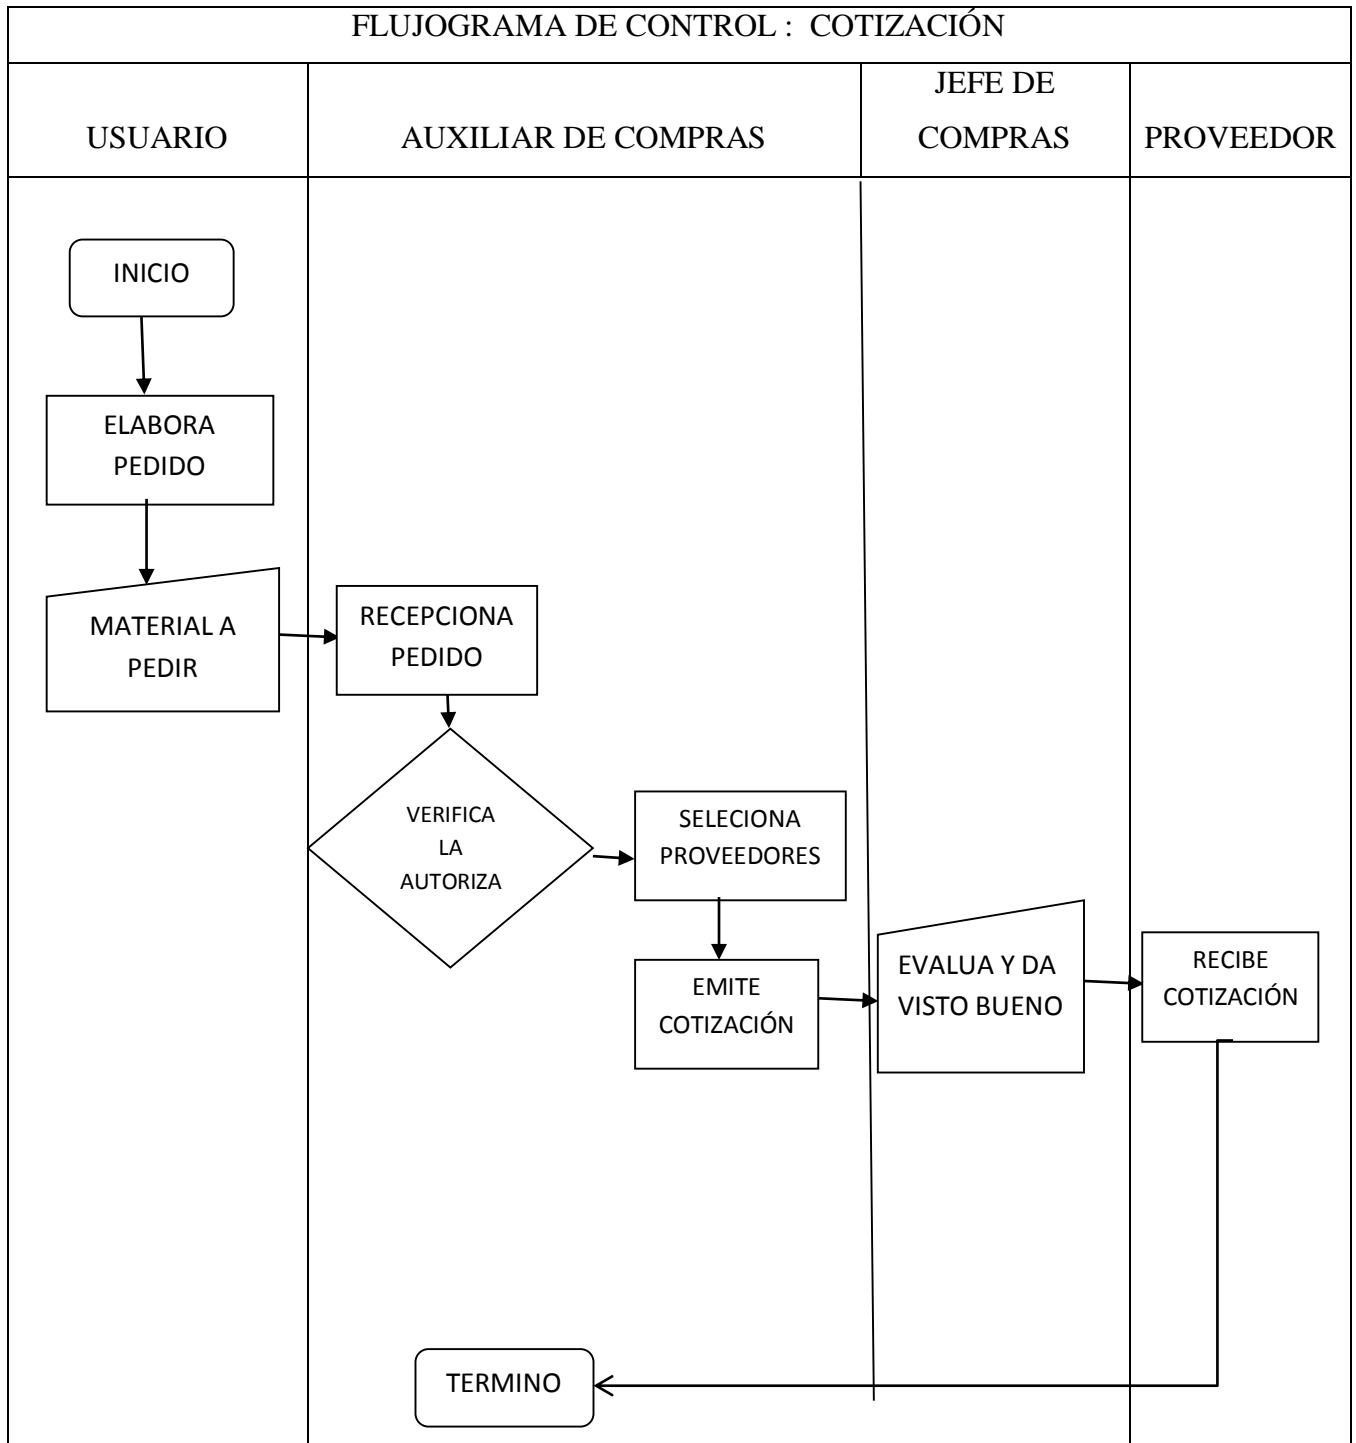 FLUJOGRAMA DE CONTROL : COTIZACIÓN
USUARIO
AUXILIAR DE COMPRAS
JEFE DE
COMPRAS
PROVEEDOR
INICIO
ELABORA
PEDIDO
MATERIAL A
PEDIR
RECEPCIONA
PEDIDO
VERIFICA
LA
AUTORIZA
SELECIONA
PROVEEDORES
EMITE
COTIZACIÓN
EVALUA Y DA
VISTO BUENO
RECIBE
COTIZACIÓN
TERMINO